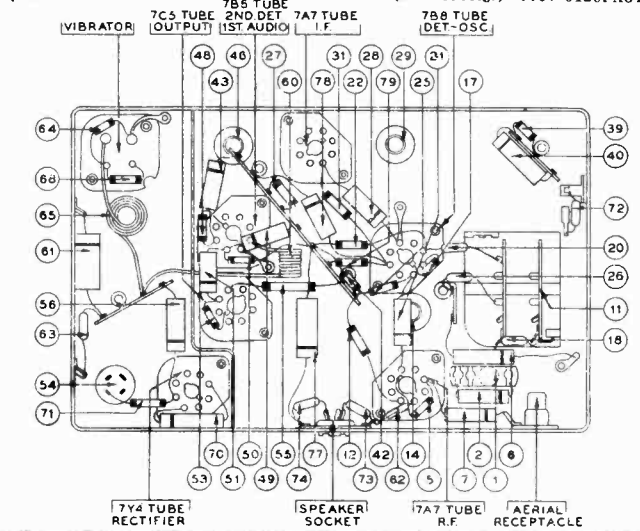 7B5 TUBE
7C5 TUBE 2ND. DET 7A7 TUBE 7B8 TUBE
VIBRATOR OUTPUT 1ST. AUDIO I.F. DET-OSC.
48 43 46 27 60 78 31 22 28 79 29 25 31 17
64 39
68 40
65 72
61 20
56 26
63 11
54 18
71 70
53 51 50 49 55 74 77 12 73 42 62 14 5 7 2 1 6
7Y4 TUBE SPEAKER 7A7 TUBE AERIAL
RECTIFIER SOCKET R.F. RECEPTACLE